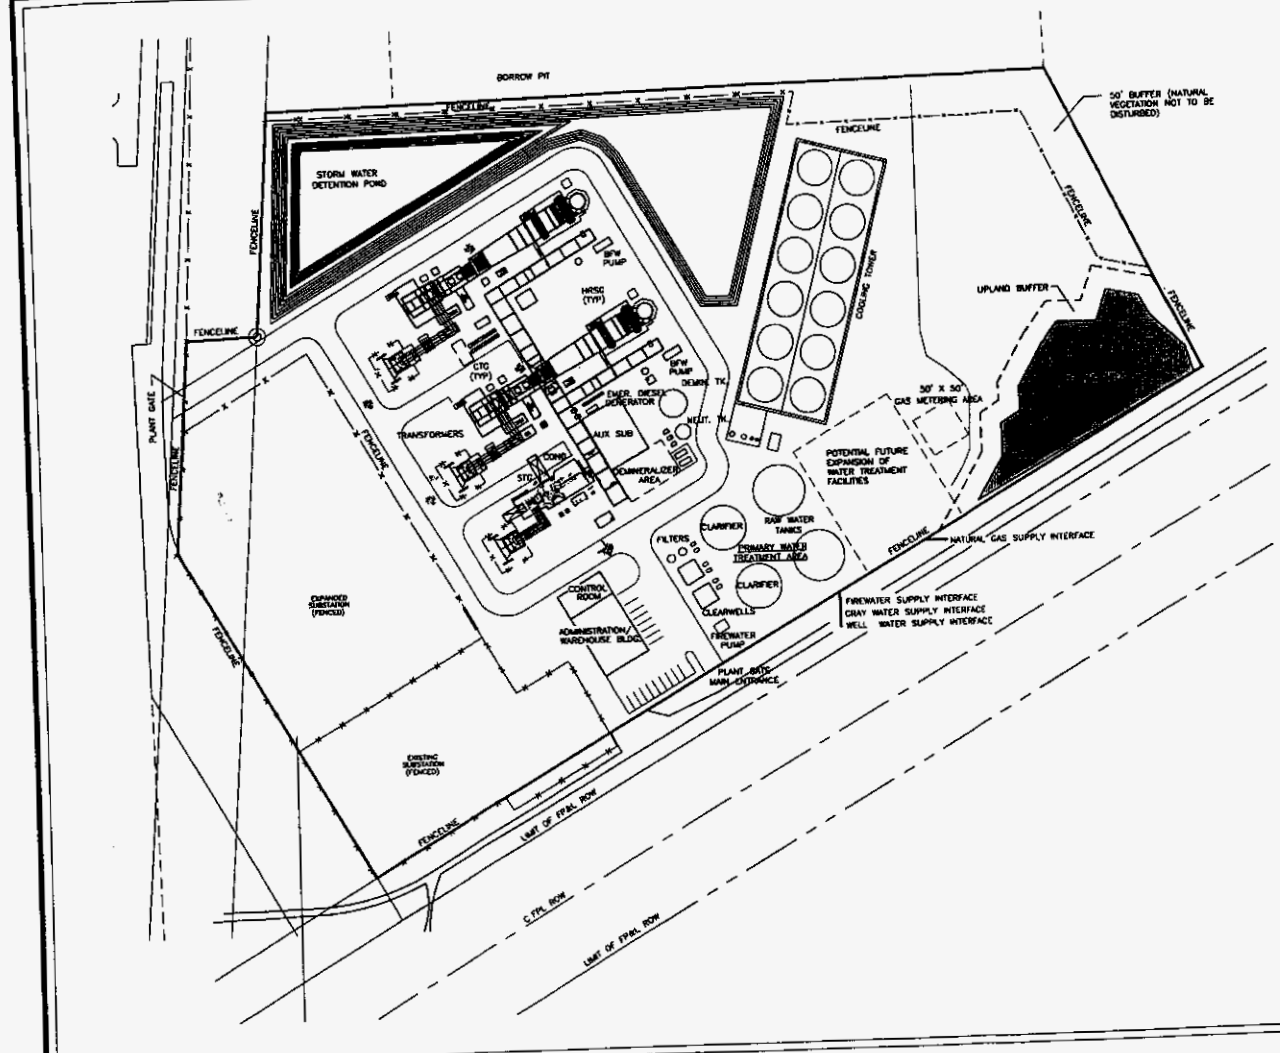 BORROW PIT
FENCELINE
50' BUFFER (NATURAL
VEGETATION NOT TO BE
DISTURBED)
FENCELINE
STORM WATER
DETENTION POND
FENCELINE
FENCELINE
BFW
PUMP
COOLING TOWER
HRSG
(TYP)
UPLAND BUFFER
FENCELINE
FENCELINE
CTG
(TYP)
BFW
PUMP
DEMIN. TK.
PLANT GATE
EMER. DIESEL
GENERATOR
50' X 50'
GAS METERING AREA
NEUT. TK.
TRANSFORMERS
AUX SUB
FENCELINE
FENCELINE
COND
STG
DEMINERALIZER
AREA
POTENTIAL FUTURE
EXPANSION OF
WATER TREATMENT
FACILITIES
RAW WATER
TANKS
CLARIFIER
FILTERS
PRIMARY WATER
TREATMENT AREA
FENCELINE
NATURAL GAS SUPPLY INTERFACE
CLARIFIER
CONTROL
ROOM
CLEARWELLS
FIREWATER SUPPLY INTERFACE
GRAY WATER SUPPLY INTERFACE
WELL WATER SUPPLY INTERFACE
EXPANDED
SUBSTATION
(FENCED)
ADMINISTRATION/
WAREHOUSE BLDG.
FIREWATER
PUMP
FENCELINE
PLANT GATE
MAIN ENTRANCE
EXISTING
SUBSTATION
(FENCED)
FENCELINE
LIMIT OF FP&L ROW
C FPL ROW
LIMIT OF FP&L ROW